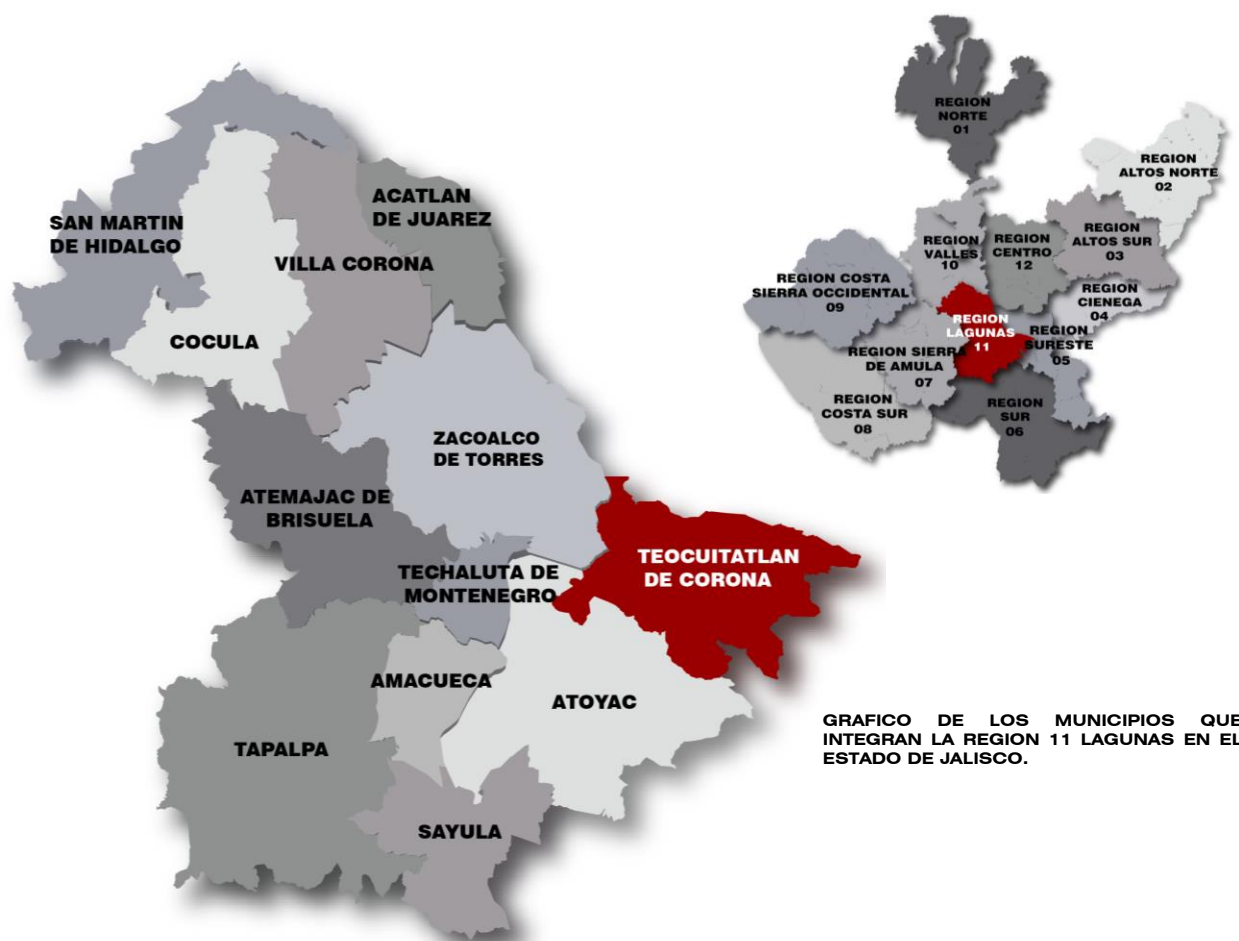 SAN MARTIN
DE HIDALGO
COCULA
VILLA CORONA
ACATLAN
DE JUAREZ
ZACOALCO
DE TORRES
ATEMAJAC DE
BRISUELA
TECHALUTA DE
MONTENEGRO
TEOCUITATLAN
DE CORONA
AMACUECA
ATOYAC
TAPALPA
SAYULA
REGION
NORTE
01
REGION
ALTOS NORTE
02
REGION
ALTOS SUR
03
REGION
VALLES
10
REGION
CENTRO
12
REGION COSTA
SIERRA OCCIDENTAL
09
REGION
CIENEGA
04
REGION
LAGUNAS
11
REGION
SURESTE
05
REGION SIERRA
DE AMULA
07
REGION
COSTA SUR
08
REGION
SUR
06
GRAFICO DE LOS MUNICIPIOS QUE
INTEGRAN LA REGION 11 LAGUNAS EN EL
ESTADO DE JALISCO.